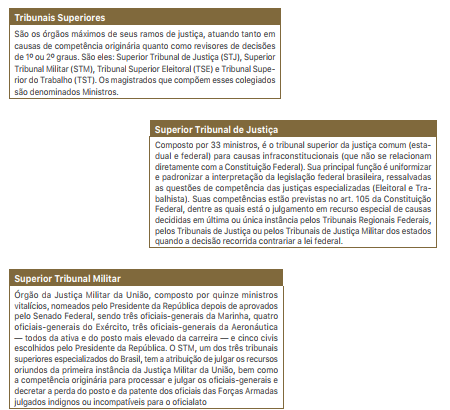 Tribunais Superiores
São os órgãos máximos de seus ramos de justiça, atuando tanto em
causas de competência originária quanto como revisores de decisões
de 1º ou 2º graus. São eles: Superior Tribunal de Justiça (STJ), Superior
Tribunal Militar (STM), Tribunal Superior Eleitoral (TSE) e Tribunal Supe-
rior do Trabalho (TST). Os magistrados que compõem esses colegiados
são denominados Ministros.
Superior Tribunal de Justiça
Composto por 33 ministros, é o tribunal superior da justiça comum (esta-
dual e federal) para causas infraconstitucionais (que não se relacionam
diretamente com a Constituição Federal). Sua principal função é uniformizar
e padronizar a interpretação da legislação federal brasileira, ressalvadas
as questões de competência das justiças especializadas (Eleitoral e Tra-
balhista). Suas competências estão previstas no art. 105 da Constituição
Federal, dentre as quais está o julgamento em recurso especial de causas
decididas em última ou única instância pelos Tribunais Regionais Federais,
pelos Tribunais de Justiça ou pelos Tribunais de Justiça Militar dos estados
quando a decisão recorrida contrariar a lei federal.
Superior Tribunal Militar
Órgão da Justiça Militar da União, composto por quinze ministros
vitalícios, nomeados pelo Presidente da República depois de aprovados
pelo Senado Federal, sendo três oficiais-generais da Marinha, quatro
oficiais-generais do Exército, três oficiais-generais da Aeronáutica
— todos da ativa e do posto mais elevado da carreira — e cinco civis
escolhidos pelo Presidente da República. O STM, um dos três tribunais
superiores especializados do Brasil, tem a atribuição de julgar os recursos
oriundos da primeira instância da Justiça Militar da União, bem como
a competência originária para processar e julgar os oficiais-generais e
decretar a perda do posto e da patente dos oficiais das Forças Armadas
julgados indignos ou incompatíveis para o oficialato